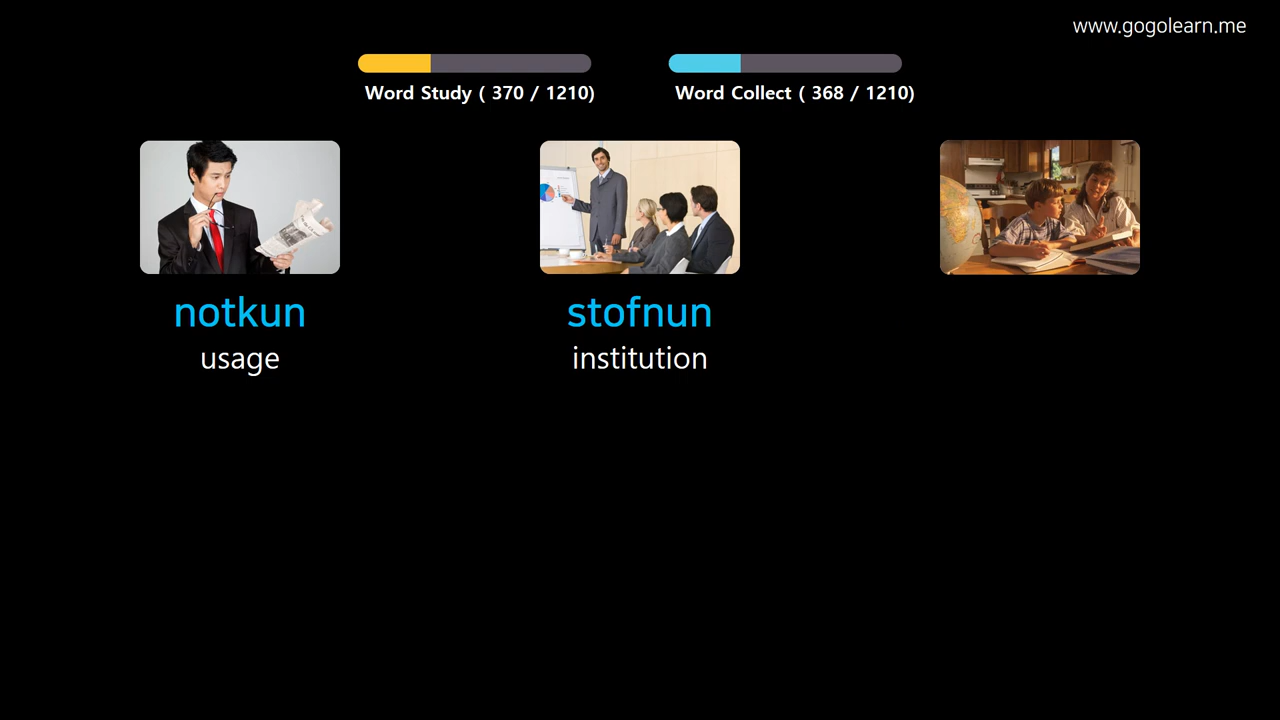 www.gogolearn.me
Word Study ( 370 / 1210)
Word Collect ( 368 / 1210)
notkun
stofnun
usage
institution